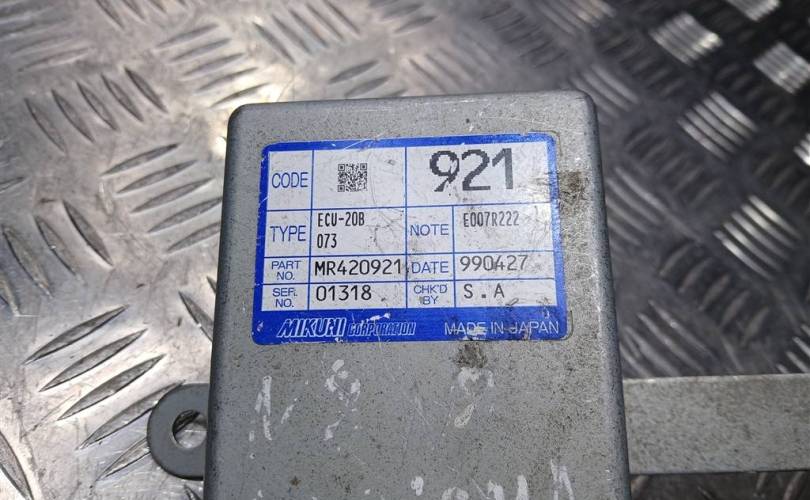 CODE 921
TYPE ECU-20B 073 NOTE E007R222
PART NO. MR420921 DATE 990427
SER. NO. 01318 CHK'D BY S.A
MIKUNI CORPORATION MADE IN JAPAN